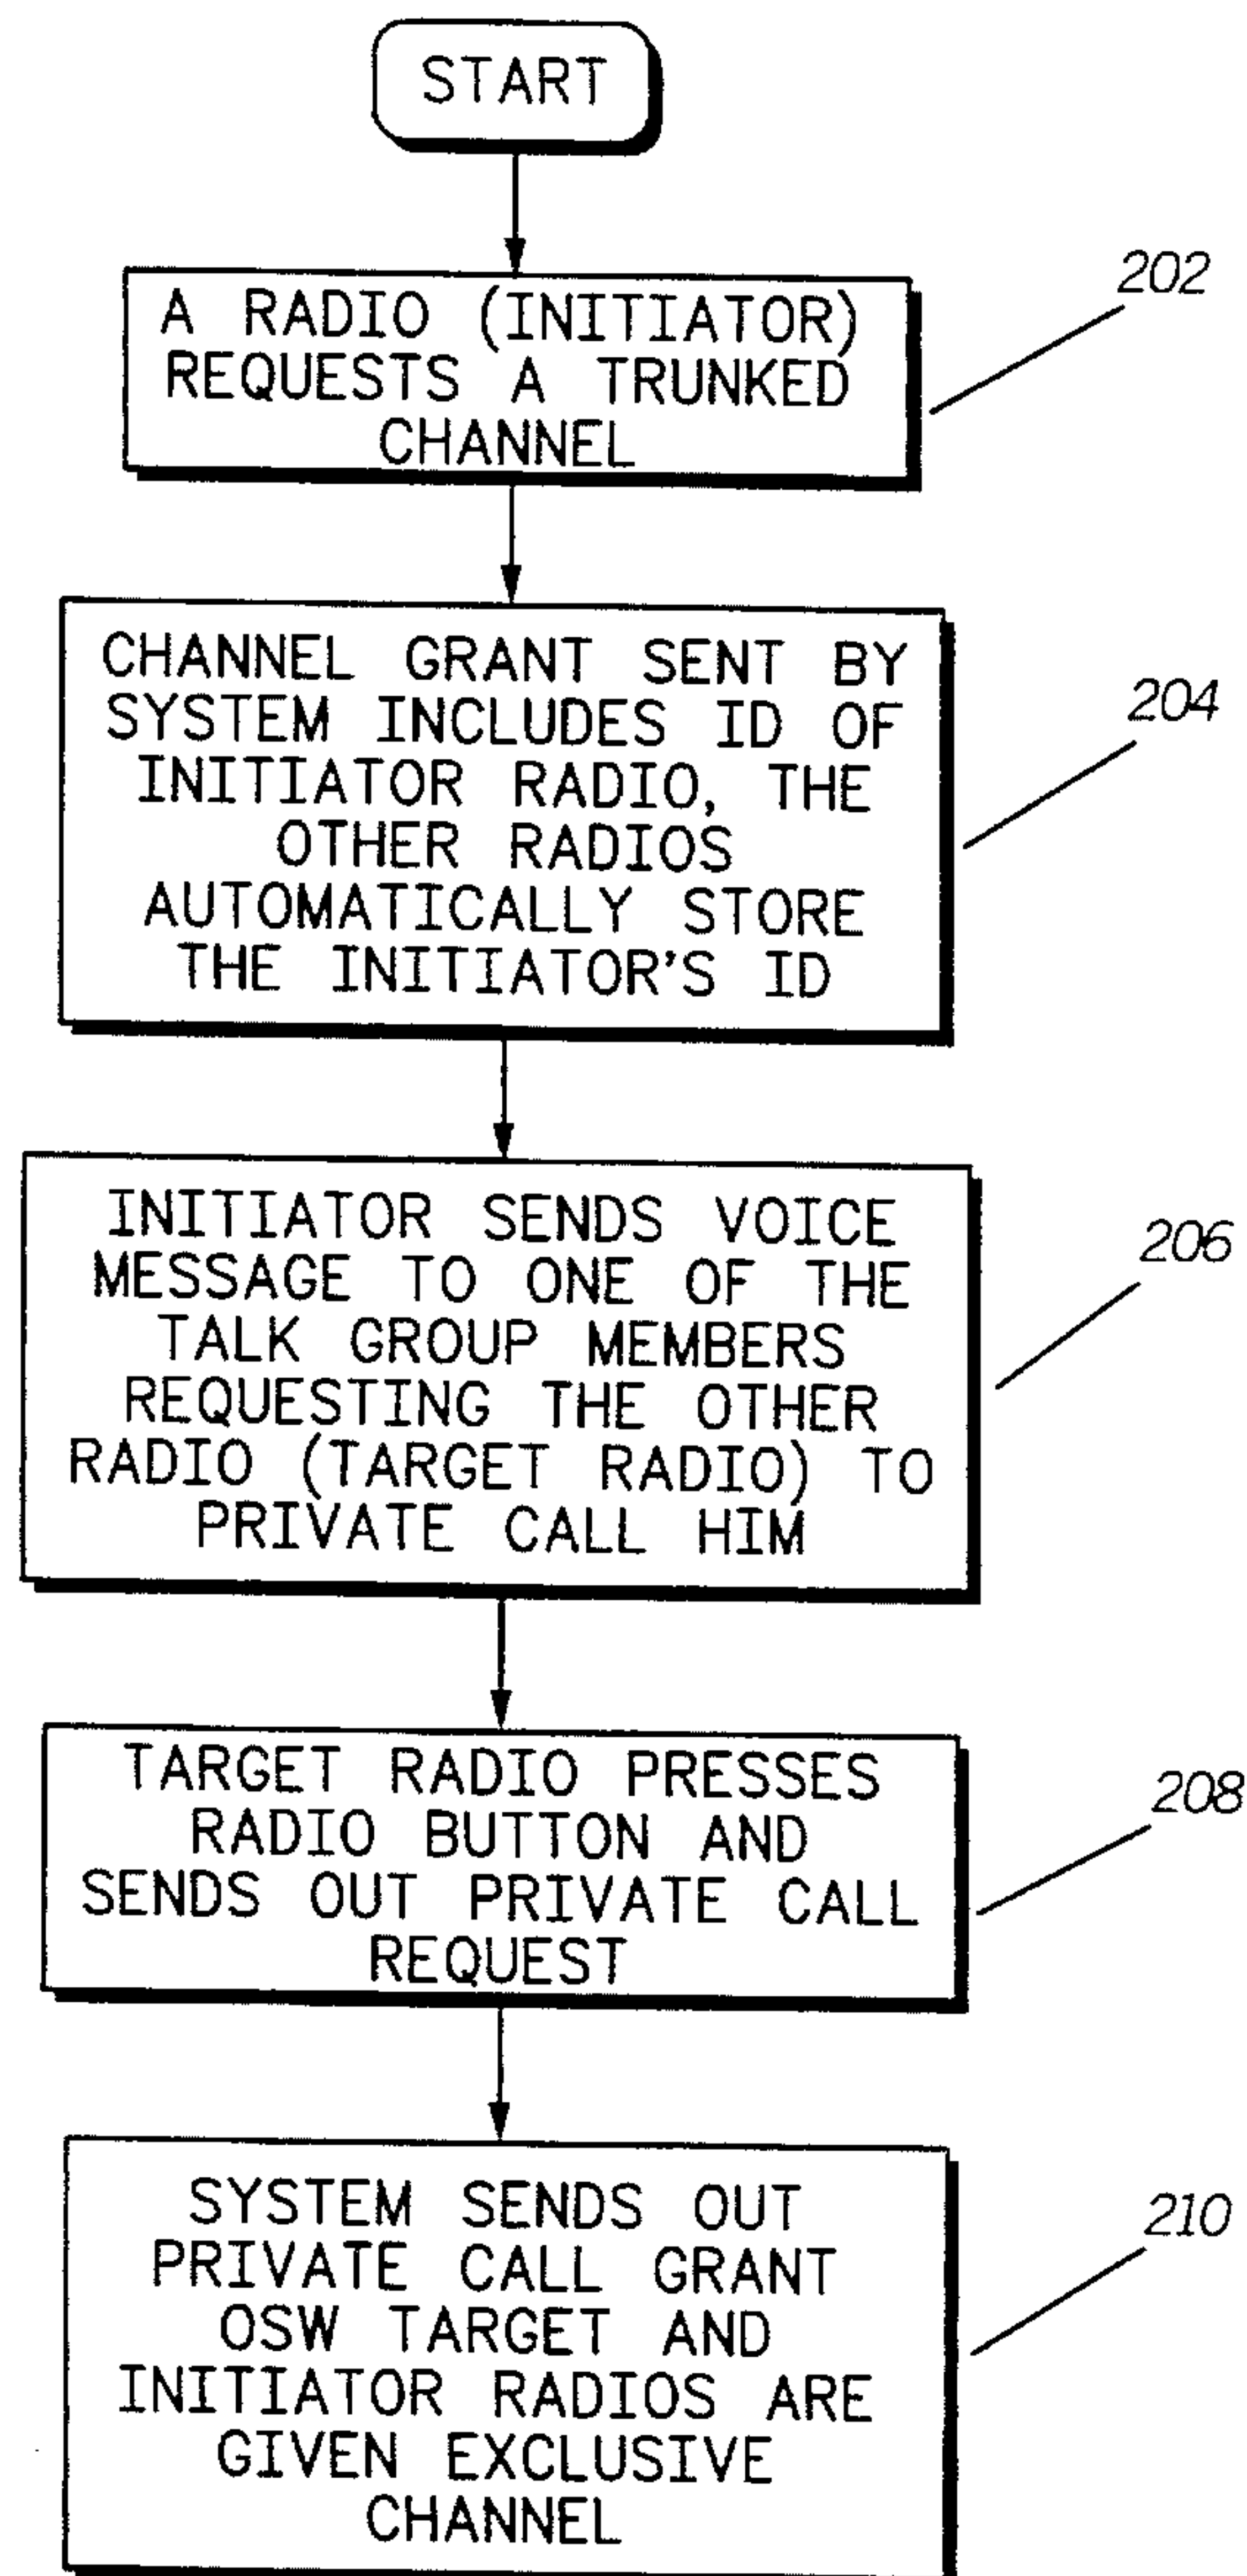 START
A RADIO (INITIATOR)
REQUESTS A TRUNKED
CHANNEL
202
CHANNEL GRANT SENT BY
SYSTEM INCLUDES ID OF
INITIATOR RADIO, THE
OTHER RADIOS
AUTOMATICALLY STORE
THE INITIATOR'S ID
204
INITIATOR SENDS VOICE
MESSAGE TO ONE OF THE
TALK GROUP MEMBERS
REQUESTING THE OTHER
RADIO (TARGET RADIO) TO
PRIVATE CALL HIM
206
TARGET RADIO PRESSES
RADIO BUTTON AND
SENDS OUT PRIVATE CALL
REQUEST
208
SYSTEM SENDS OUT
PRIVATE CALL GRANT
OSW TARGET AND
INITIATOR RADIOS ARE
GIVEN EXCLUSIVE
CHANNEL
210